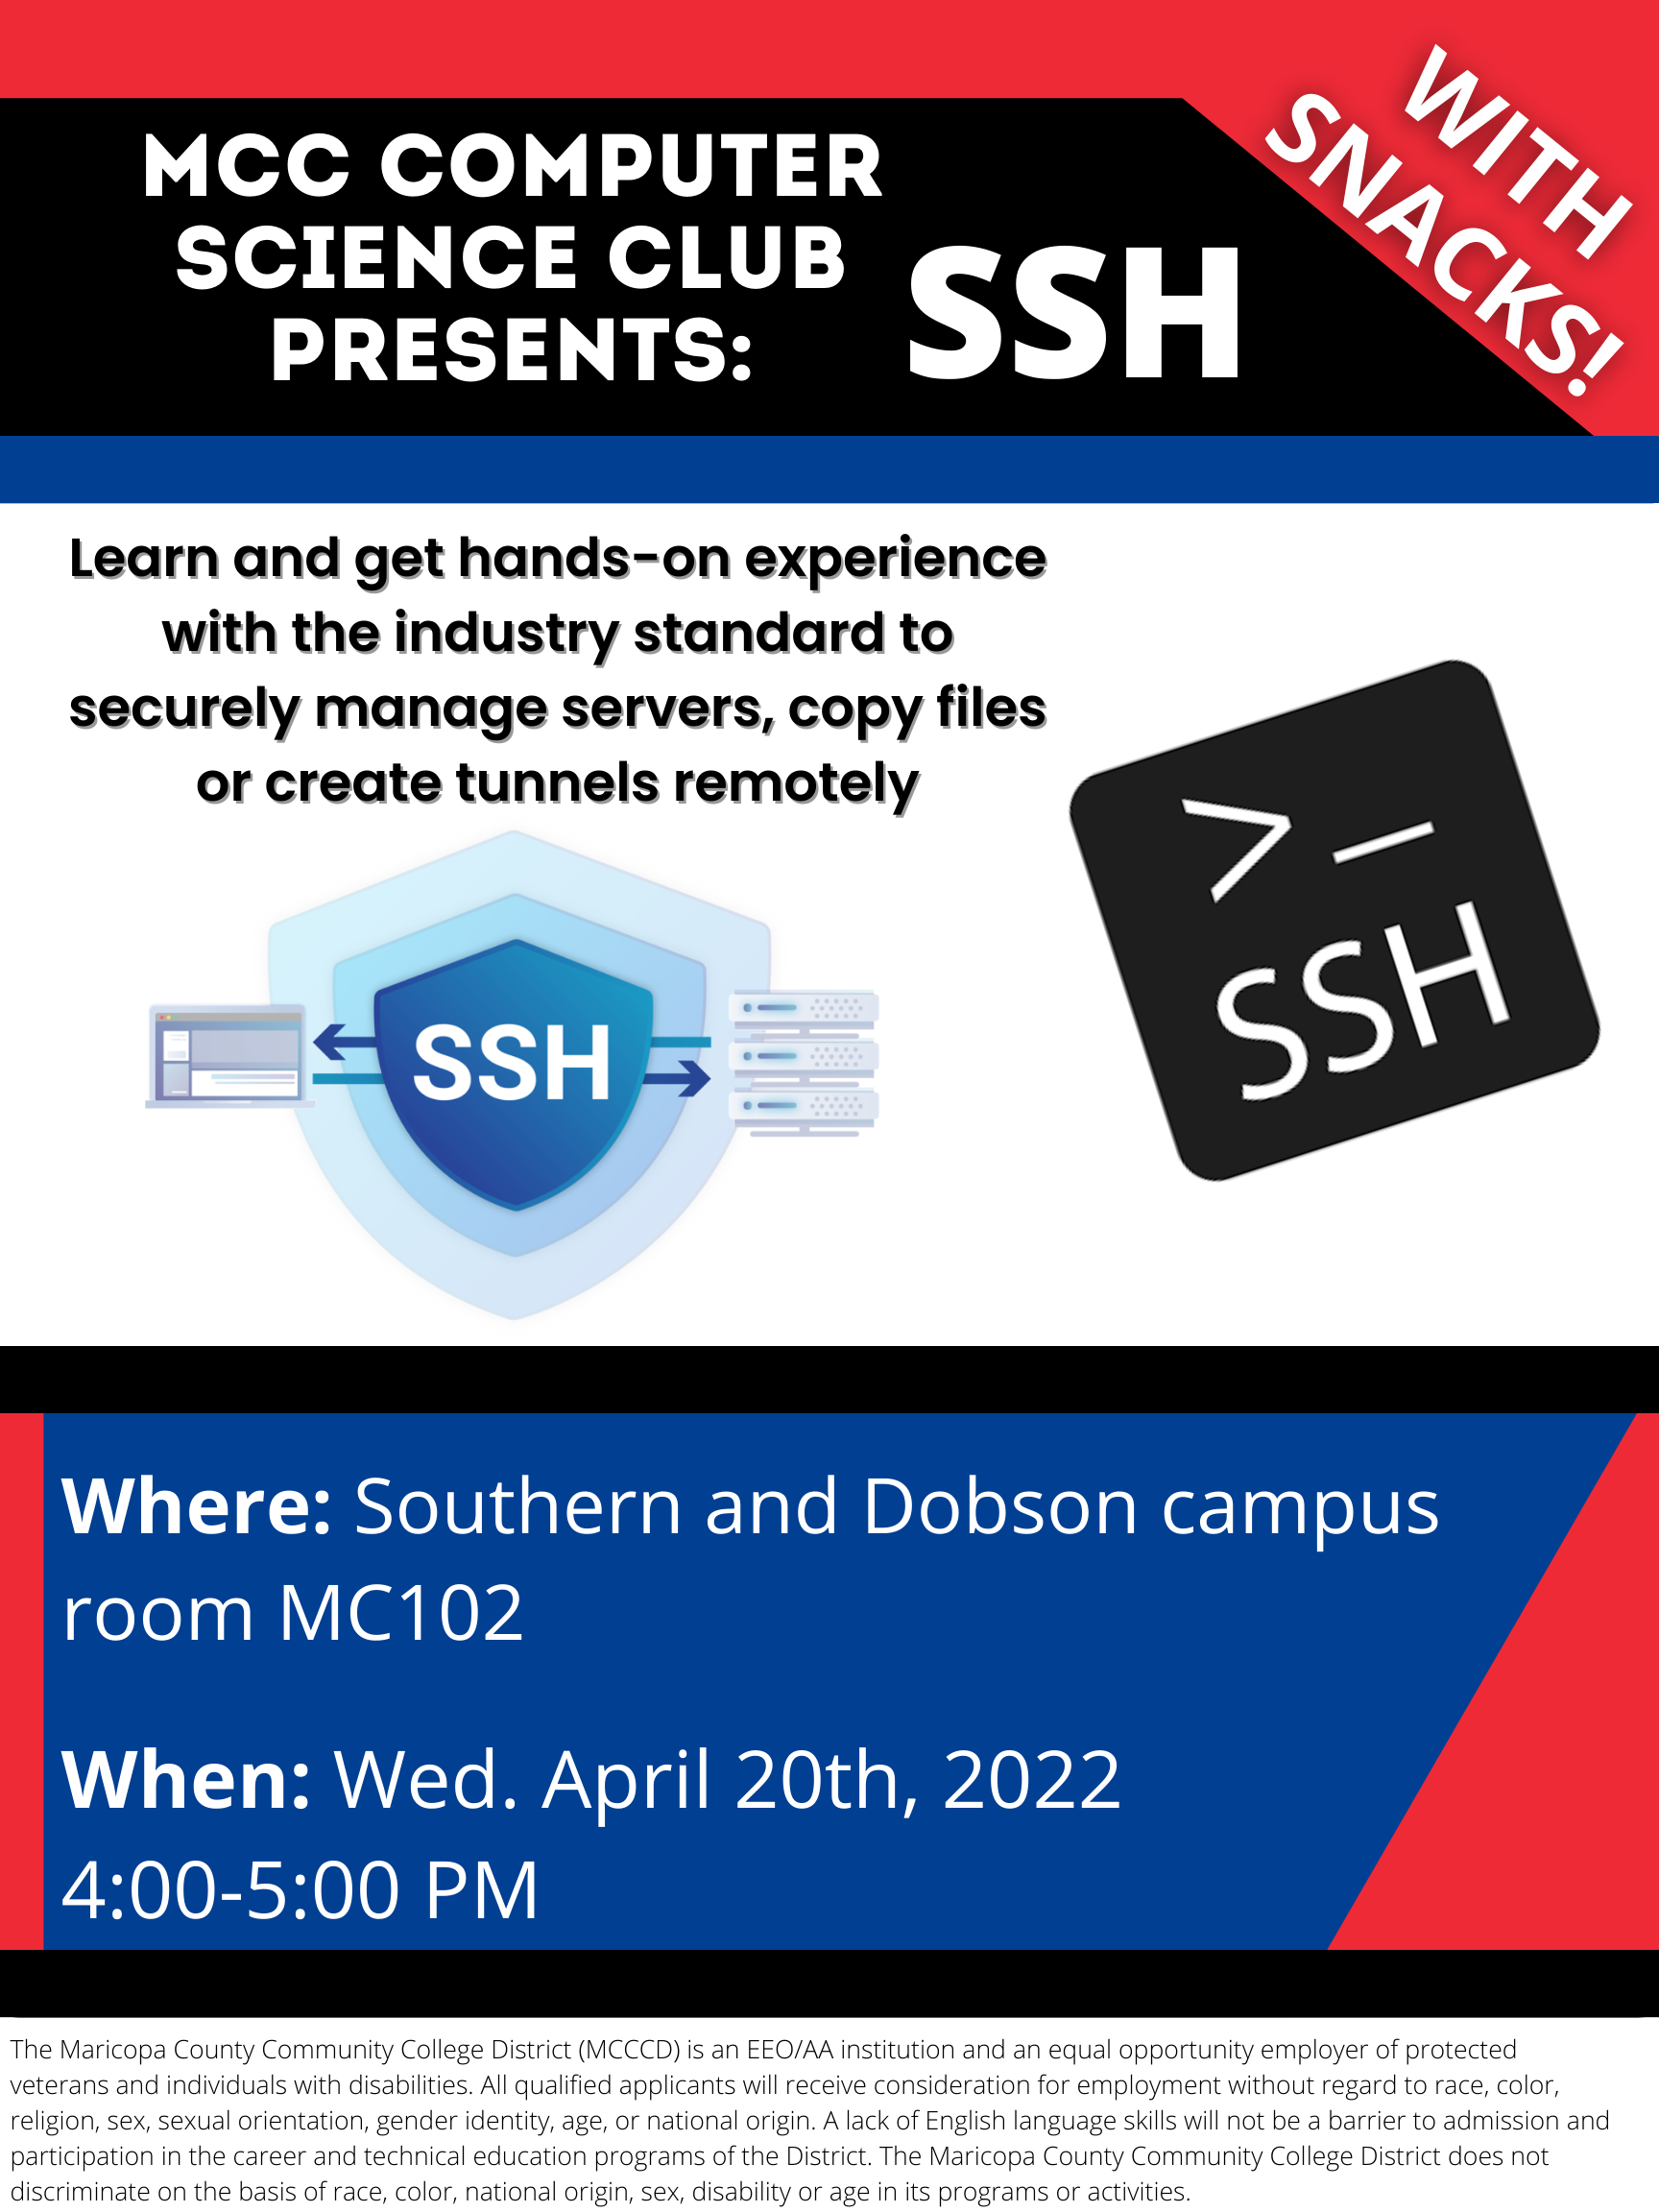 WITH
SNACKS!
MCC COMPUTER
SCIENCE CLUB
PRESENTS:
SSH
Learn and get hands-on experience
with the industry standard to
securely manage servers, copy files
or create tunnels remotely
>_
SSH
SSH
Where: Southern and Dobson campus
room MC102
When: Wed. April 20th, 2022
4:00-5:00 PM
The Maricopa County Community College District (MCCCD) is an EEO/AA institution and an equal opportunity employer of protected
veterans and individuals with disabilities. All qualified applicants will receive consideration for employment without regard to race, color,
religion, sex, sexual orientation, gender identity, age, or national origin. A lack of English language skills will not be a barrier to admission and
participation in the career and technical education programs of the District. The Maricopa County Community College District does not
discriminate on the basis of race, color, national origin, sex, disability or age in its programs or activities.